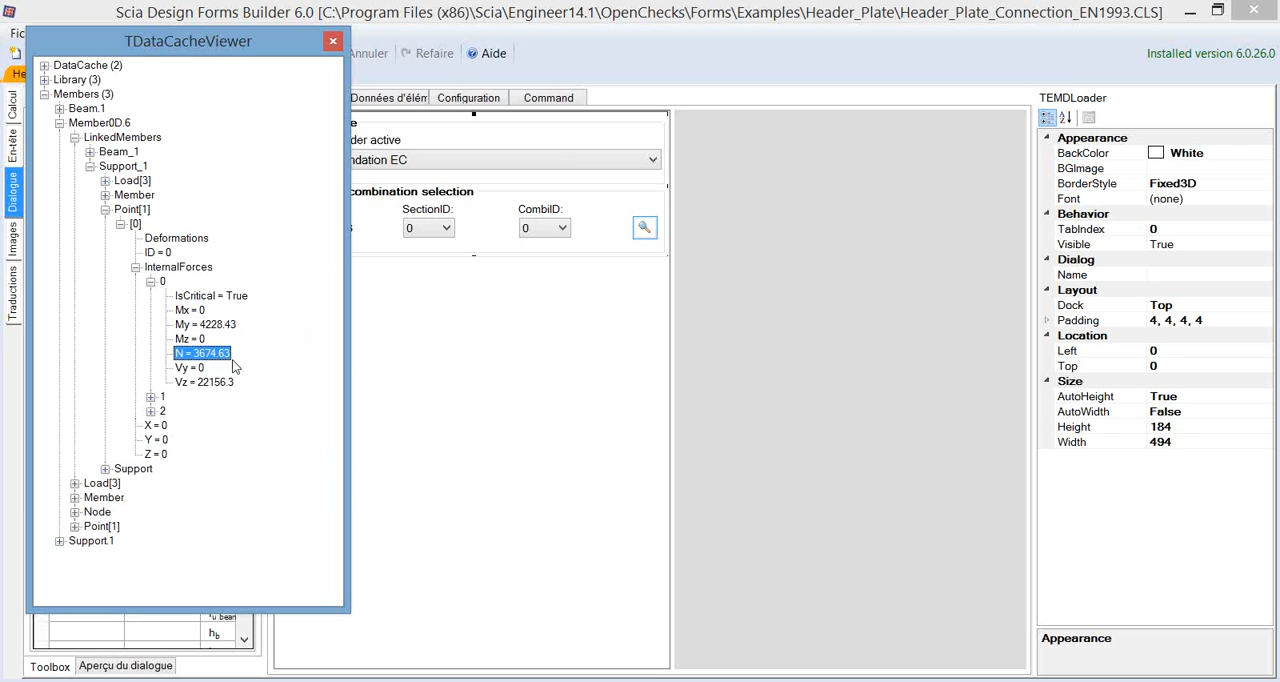 Scia Design Forms Builder 6.0 [C:\Program Files (x86)\Scia\Engineer14.1\OpenChecks\Forms\Examples\Header_Plate\Header_Plate_Connection_EN1993.CLS]
Fic
TDataCacheViewer
Annuler
Refaire
Aide
Installed version 6.0.26.0
He
Calcul
En-tête
Dialogue
Images
Traductions
DataCache (2)
Library (3)
Members (3)
Beam.1
Member0D.6
LinkedMembers
Beam_1
Support_1
Load[3]
Member
Point[1]
[0]
Deformations
ID = 0
InternalForces
0
IsCritical = True
Mx = 0
My = 4228.43
Mz = 0
N = 3674.63
Vy = 0
Vz = 22156.3
1
2
X = 0
Y = 0
Z = 0
Support
Load[3]
Member
Node
Point[1]
Support.1
fu.bean
hb
Toolbox
Aperçu du dialogue
Données d'élém
Configuration
Command
e
der active
ndation EC
combination selection
SectionID:
CombiID:
s
0
0
TEMDLoader
Appearance
BackColor White
BGImage
BorderStyle Fixed3D
Font (none)
Behavior
TabIndex 0
Visible True
Dialog
Name
Layout
Dock Top
Padding 4, 4, 4, 4
Location
Left 0
Top 0
Size
AutoHeight True
AutoWidth False
Height 184
Width 494
Appearance